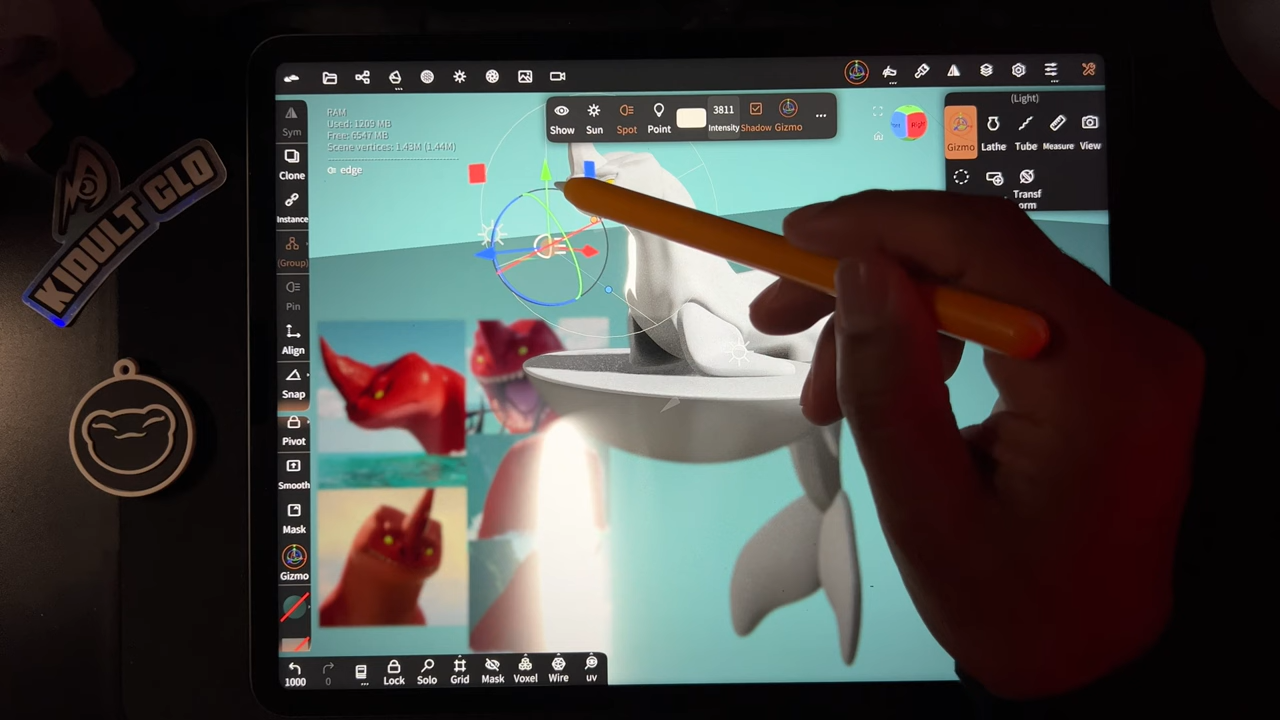 KIDULT CLO
RAM
Used: 1209 MB
Free: 6547 MB
Scene vertices: 1.43M (1.44M)
edge
Show
Sun
Spot
Point
3811
Intensity
Shadow
Gizmo
...
Right
(Light)
Gizmo
Lathe
Tube
Measure
View
Transf
orm
Sym
Clone
Instance
(Group)
Pin
Align
Snap
Pivot
Smooth
Mask
Gizmo
1000
0
Lock
Solo
Grid
Mask
Voxel
Wire
uv